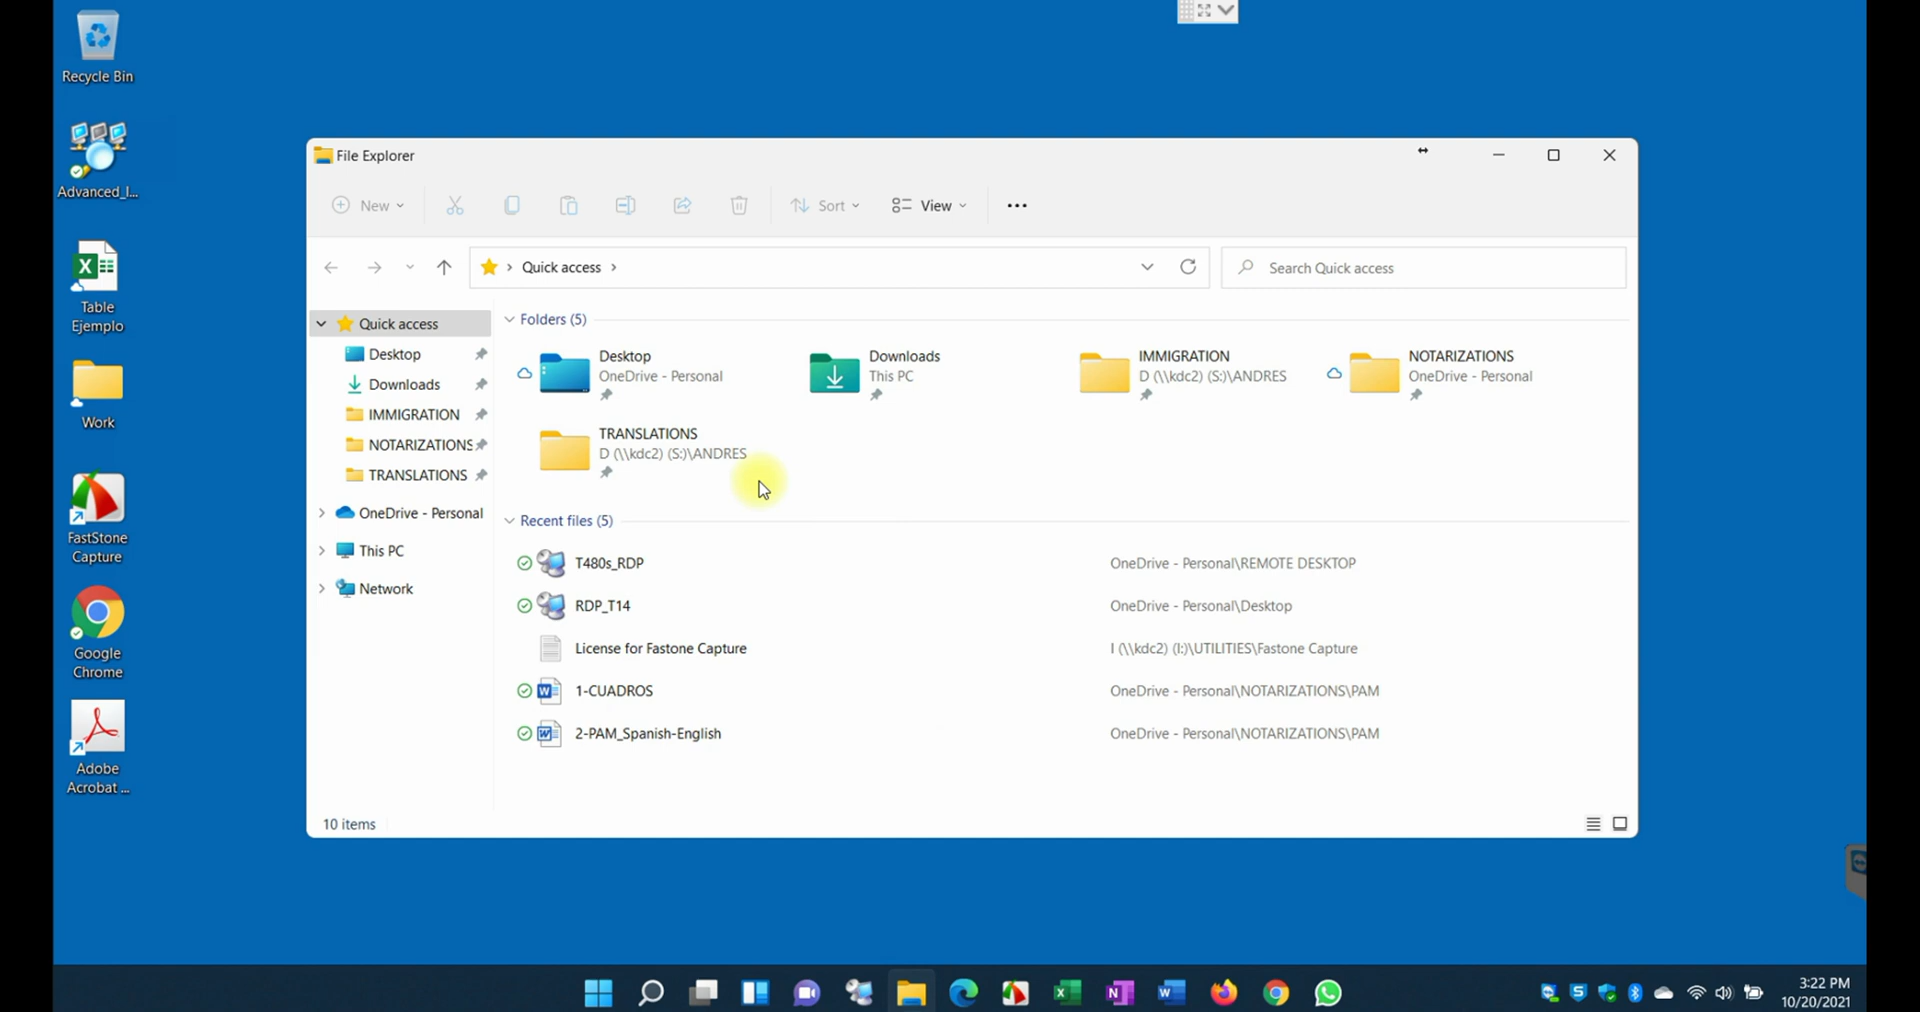 Recycle Bin
Advanced_I...
Table
Ejemplo
Work
FastStone
Capture
Google
Chrome
Adobe
Acrobat ...
File Explorer
New
Sort
View
Quick access
Search Quick access
Quick access
Desktop
Downloads
IMMIGRATION
NOTARIZATIONS
TRANSLATIONS
OneDrive - Personal
This PC
Network
Folders (5)
Desktop
OneDrive - Personal
Downloads
This PC
IMMIGRATION
D (\\kdc2) (S:)\ANDRES
NOTARIZATIONS
OneDrive - Personal
TRANSLATIONS
D (\\kdc2) (S:)\ANDRES
Recent files (5)
T480s_RDP OneDrive - Personal\REMOTE DESKTOP
RDP_T14 OneDrive - Personal\Desktop
License for Fastone Capture I (\\kdc2) (I:)\UTILITIES\Fastone Capture
1-CUADROS OneDrive - Personal\NOTARIZATIONS\PAM
2-PAM_Spanish-English OneDrive - Personal\NOTARIZATIONS\PAM
10 items
3:22 PM
10/20/2021